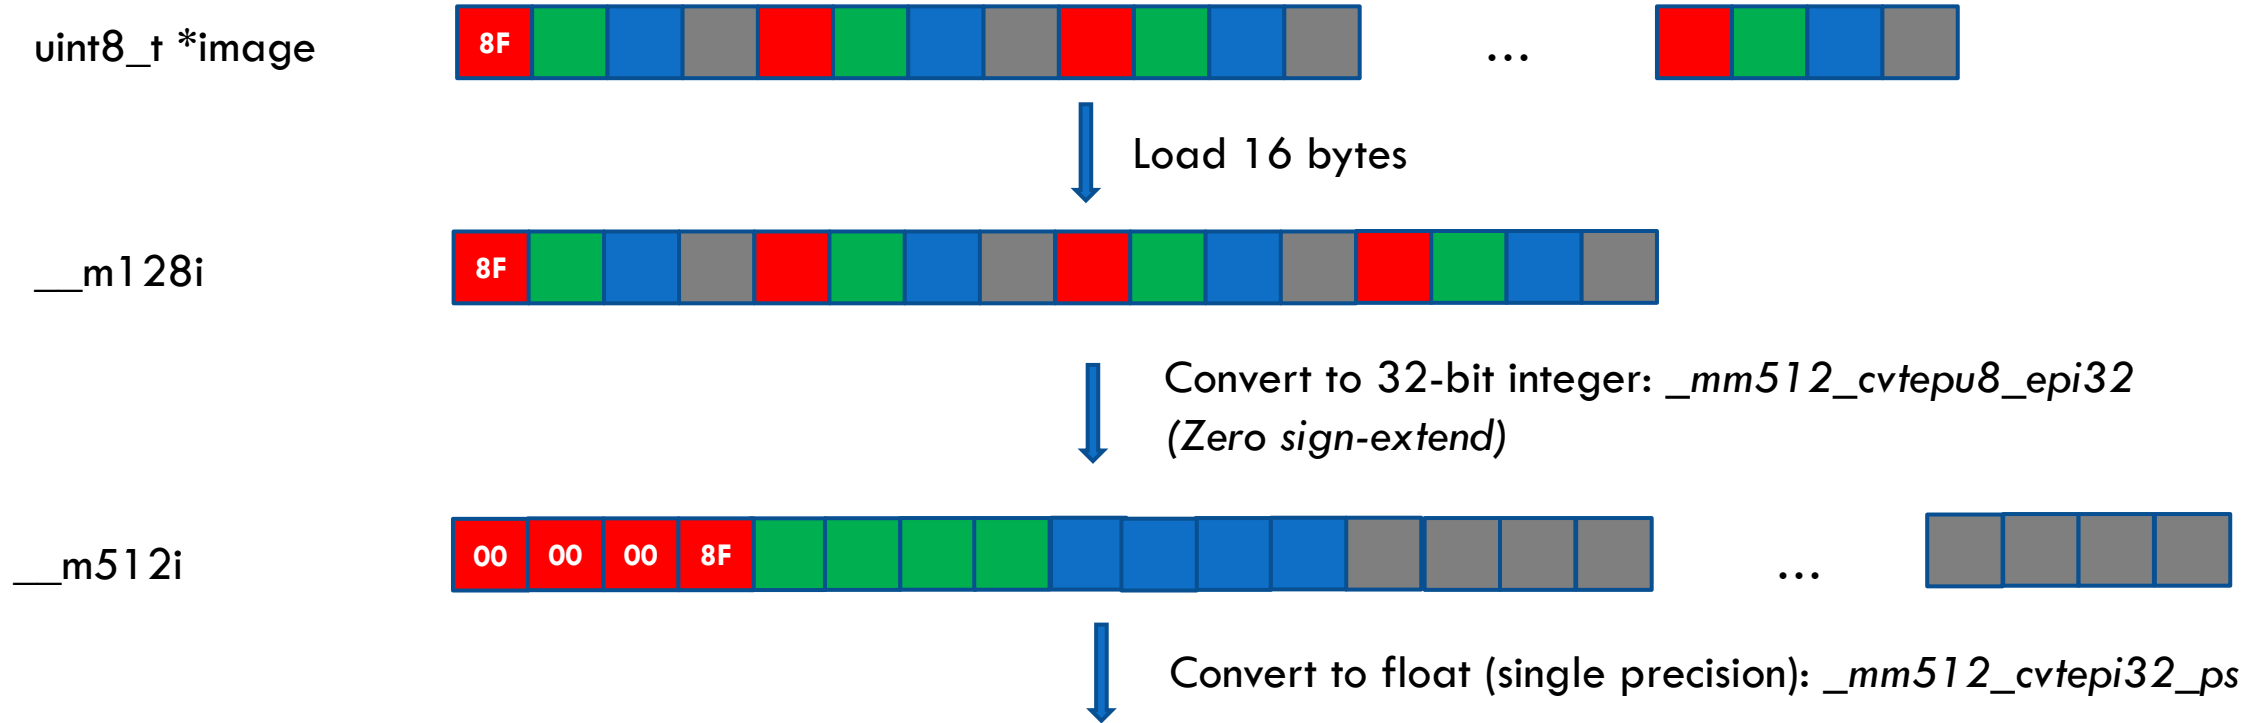 uint8_t *image
8F
...
Load 16 bytes
__m128i
8F
Convert to 32-bit integer: _mm512_cvtepu8_epi32
(Zero sign-extend)
__m512i
00 00 00 8F
...
Convert to float (single precision): _mm512_cvtepi32_ps